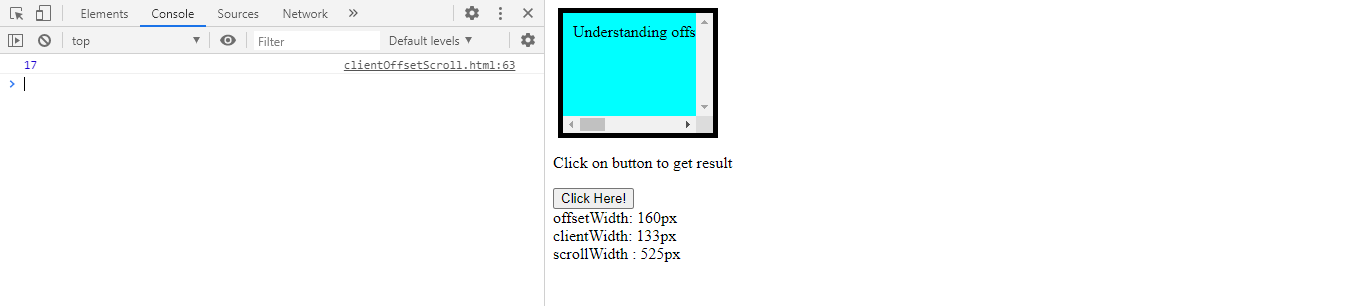 Elements Console Sources Network »
top Filter Default levels
17 clientOffsetScroll.html:63
Understanding offs
Click on button to get result
Click Here!
offsetWidth: 160px
clientWidth: 133px
scrollWidth : 525px